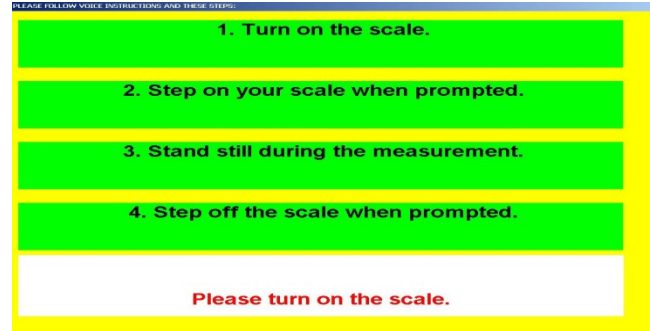 PLEASE FOLLOW VOICE INSTRUCTIONS AND THESE STEPS:
1. Turn on the scale.
2. Step on your scale when prompted.
3. Stand still during the measurement.
4. Step off the scale when prompted.
Please turn on the scale.